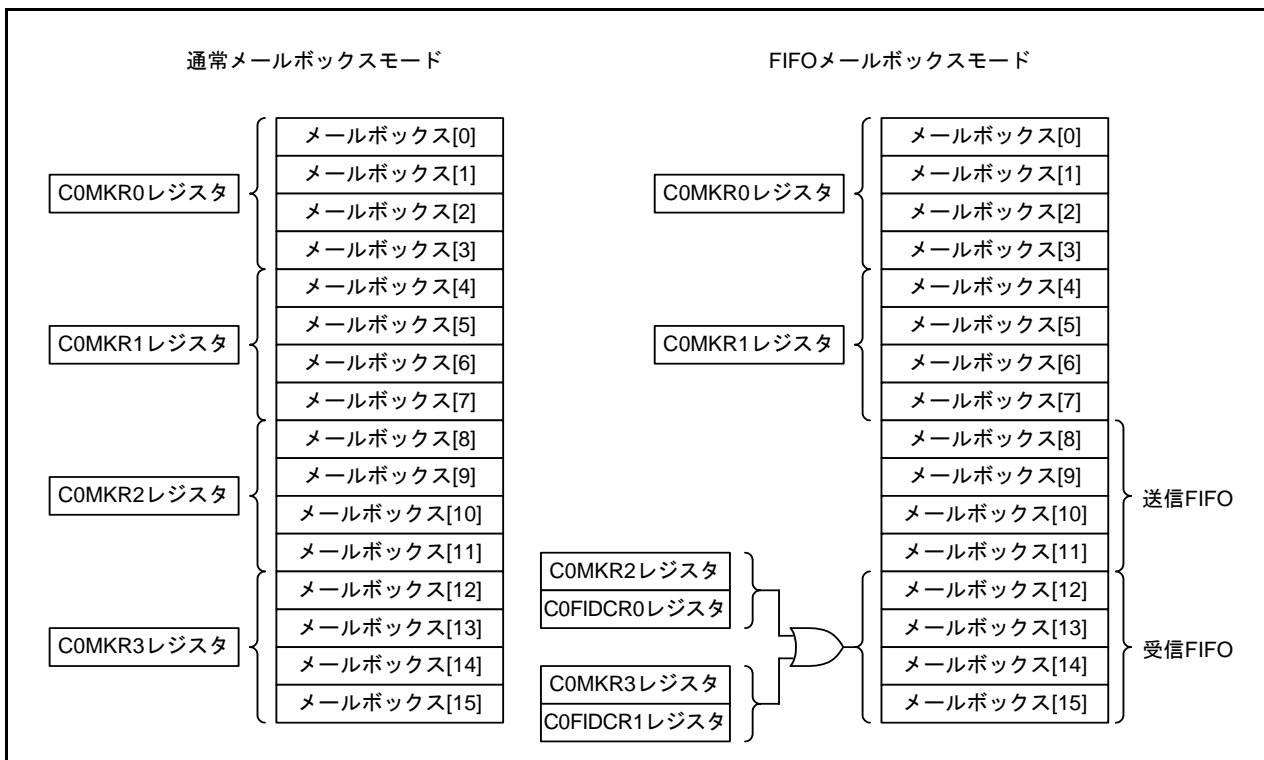 通常メールボックスモード
C0MKR0レジスタ
C0MKR1レジスタ
C0MKR2レジスタ
C0MKR3レジスタ
メールボックス[0]
メールボックス[1]
メールボックス[2]
メールボックス[3]
メールボックス[4]
メールボックス[5]
メールボックス[6]
メールボックス[7]
メールボックス[8]
メールボックス[9]
メールボックス[10]
メールボックス[11]
メールボックス[12]
メールボックス[13]
メールボックス[14]
メールボックス[15]
FIFOメールボックスモード
C0MKR0レジスタ
C0MKR1レジスタ
C0MKR2レジスタ
C0FIDCR0レジスタ
C0MKR3レジスタ
C0FIDCR1レジスタ
メールボックス[0]
メールボックス[1]
メールボックス[2]
メールボックス[3]
メールボックス[4]
メールボックス[5]
メールボックス[6]
メールボックス[7]
メールボックス[8]
メールボックス[9]
メールボックス[10]
メールボックス[11]
メールボックス[12]
メールボックス[13]
メールボックス[14]
メールボックス[15]
送信FIFO
受信FIFO